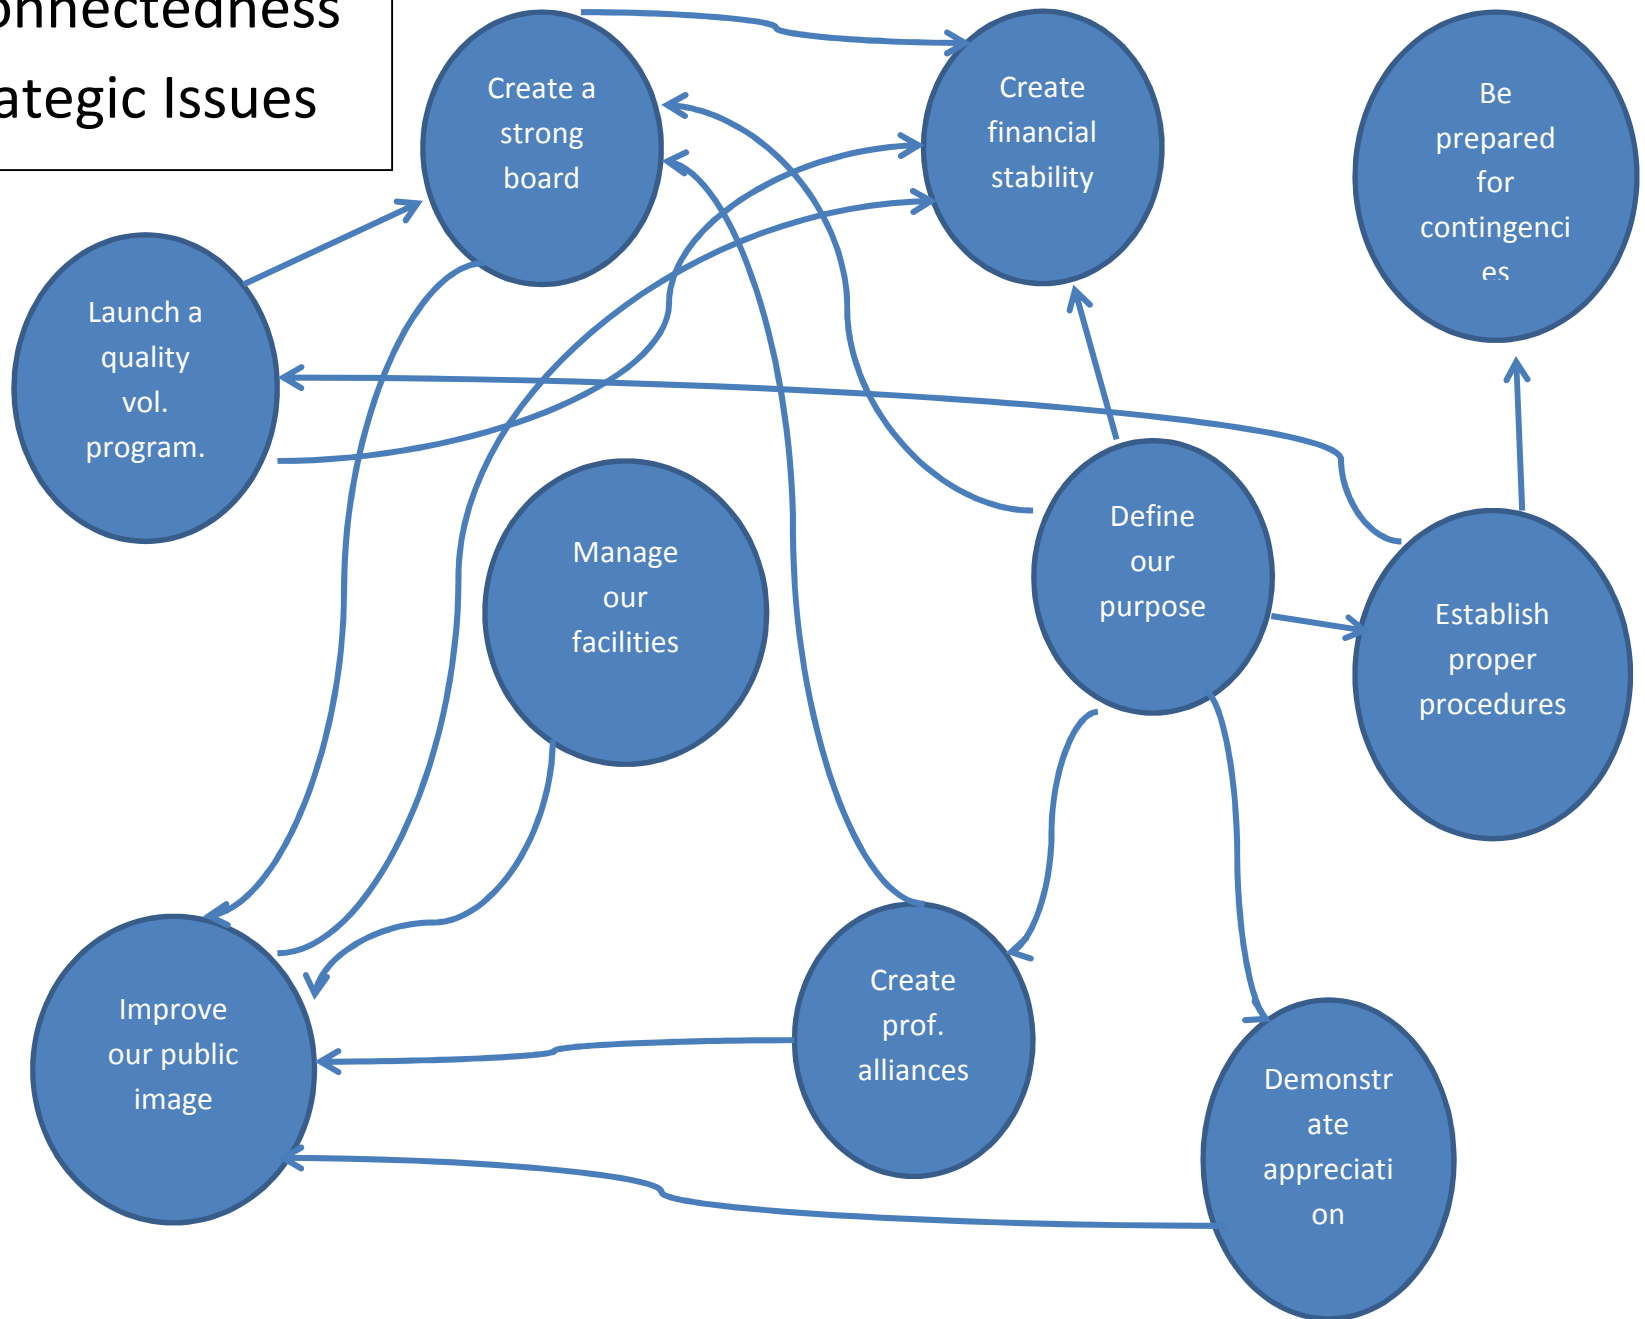 onnectedness
ategic Issues
Create a
strong
board
Create
financial
stability
Be
prepared
for
contingenci
es
Launch a
quality
vol.
program.
Manage
our
facilities
Define
our
purpose
Establish
proper
procedures
Improve
our public
image
Create
prof.
alliances
Demonstr
ate
appreciati
on